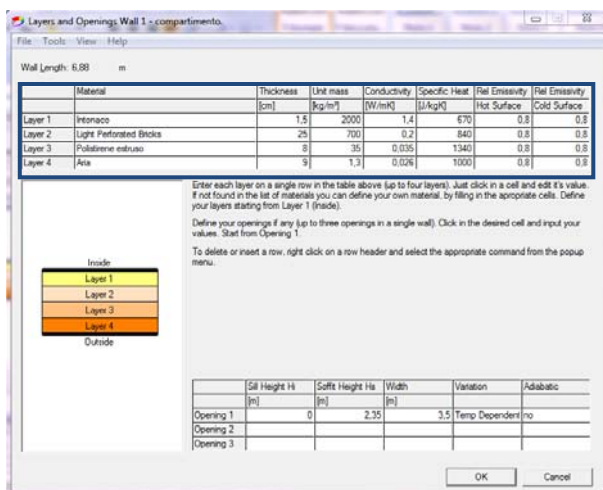 Layers and Openings Wall 1 - compartimento.
File Tools View Help
Wall Length: 6,88 m
Material Thickness Unit mass Conductivity Specific Heat Rel Emissivity Rel Emissivity
[cm] [kg/m³] [W/mK] [J/kgK] Hot Surface Cold Surface
Layer 1 Intonaco 1,5 2000 1,4 670 0,8 0,8
Layer 2 Light Perforated Bricks 25 700 0,2 840 0,8 0,8
Layer 3 Polistirene estruso 8 35 0,035 1340 0,8 0,8
Layer 4 Aria 9 1,3 0,026 1000 0,8 0,8
Enter each layer on a single row in the table above (up to four layers). Just click in a cell and edit it's value.
If not found in the list of materials you can define your own material, by filling in the apropriate cells. Define
your layers starting from Layer 1 (inside).
Define your openings if any (up to three openings in a single wall). Click in the desired cell and input your
values. Start from Opening 1.
To delete or insert a row, right click on a row header and select the appropriate command from the popup
menu.
Inside
Layer 1
Layer 2
Layer 3
Layer 4
Outside
Sill Height Hi Soffit Height Hs Width Variation Adiabatic
[m] [m] [m]
Opening 1 0 2,35 3,5 Temp Dependent no
Opening 2
Opening 3
OK Cancel